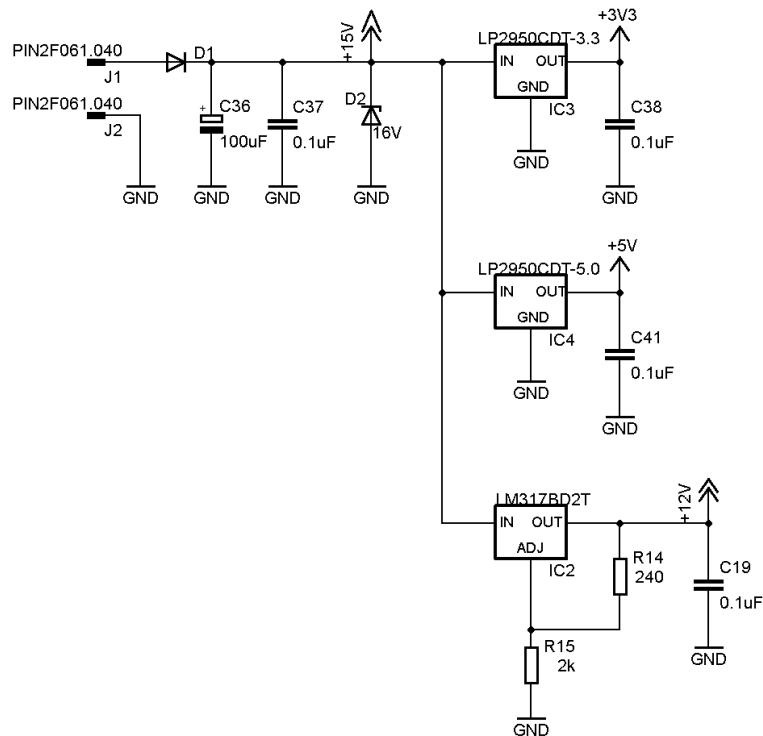 PIN2F061.040
J1
PIN2F061.040
J2
GND
D1
+
C36
100uF
GND
C37
0.1uF
GND
+15V
D2
16V
GND
LP2950CDT-3.3
IN OUT
GND
IC3
GND
+3V3
C38
0.1uF
GND
LP2950CDT-5.0
IN OUT
GND
IC4
GND
+5V
C41
0.1uF
GND
LM317BD2T
IN OUT
ADJ
IC2
R14
240
+12V
C19
0.1uF
GND
R15
2k
GND